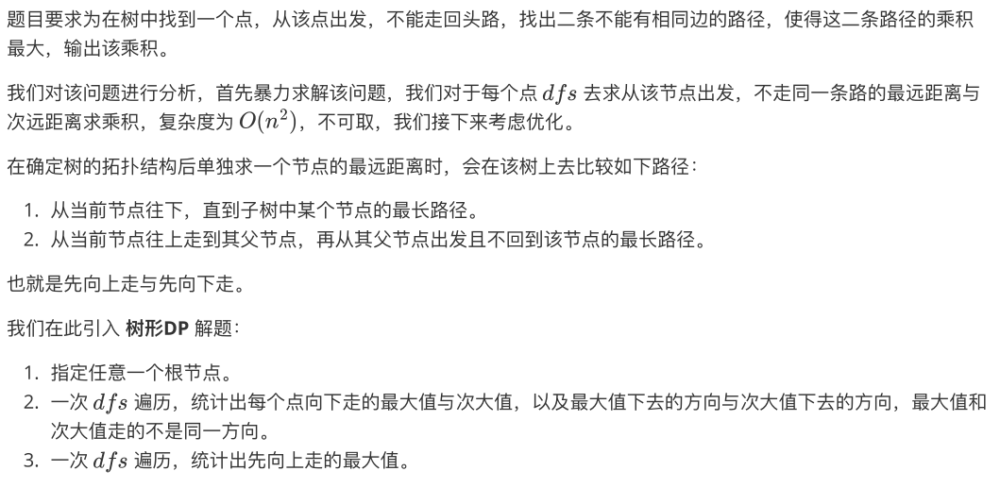 题目要求为在树中找到一个点，从该点出发，不能走回头路，找出二条不能有相同边的路径，使得这二条路径的乘积
最大，输出该乘积。
我们对该问题进行分析，首先暴力求解该问题，我们对于每个点 dfs 去求从该节点出发，不走同一条路的最远距离与
次远距离求乘积，复杂度为 O(n²)，不可取，我们接下来考虑优化。
在确定树的拓扑结构后单独求一个节点的最远距离时，会在该树上去比较如下路径：
1. 从当前节点往下，直到子树中某个节点的最长路径。
2. 从当前节点往上走到其父节点，再从其父节点出发且不回到该节点的最长路径。
也就是先向上走与先向下走。
我们在此引入 树形DP 解题：
1. 指定任意一个根节点。
2. 一次 dfs 遍历，统计出每个点向下走的最大值与次大值，以及最大值下去的方向与次大值下去的方向，最大值和
次大值走的不是同一方向。
3. 一次 dfs 遍历，统计出先向上走的最大值。